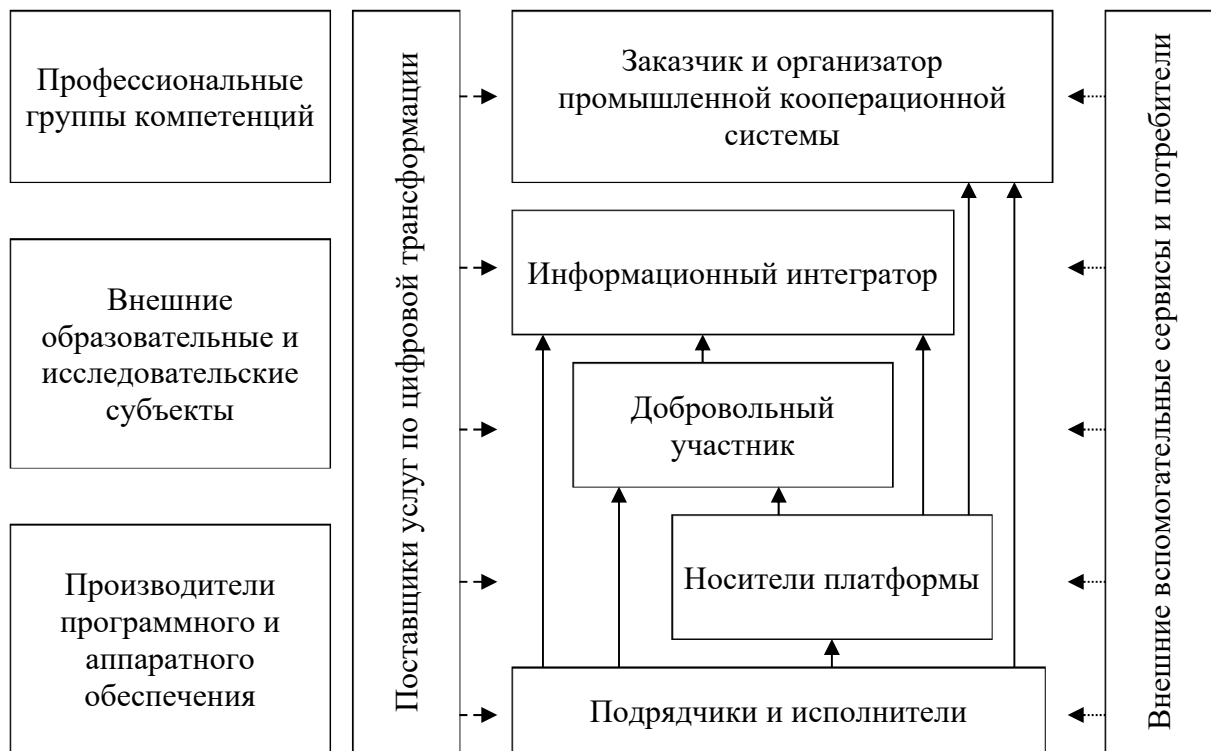 Профессиональные
группы компетенций
Внешние
образовательные и
исследовательские
субъекты
Производители
программного и
аппаратного
обеспечения
Поставщики услуг по цифровой трансформации
Заказчик и организатор
промышленной кооперационной
системы
Информационный интегратор
Добровольный
участник
Носители платформы
Подрядчики и исполнители
Внешние вспомогательные сервисы и потребители